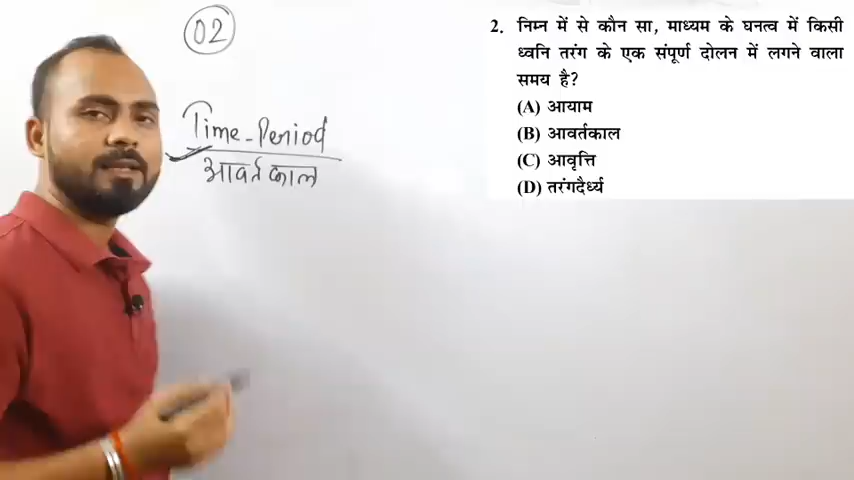 02
Time-Period
आवर्तकाल
2. निम्न में से कौन सा, माध्यम के घनत्व में किसी
ध्वनि तरंग के एक संपूर्ण दोलन में लगने वाला
समय है?
(A) आयाम
(B) आवर्तकाल
(C) आवृत्ति
(D) तरंगदैर्ध्य